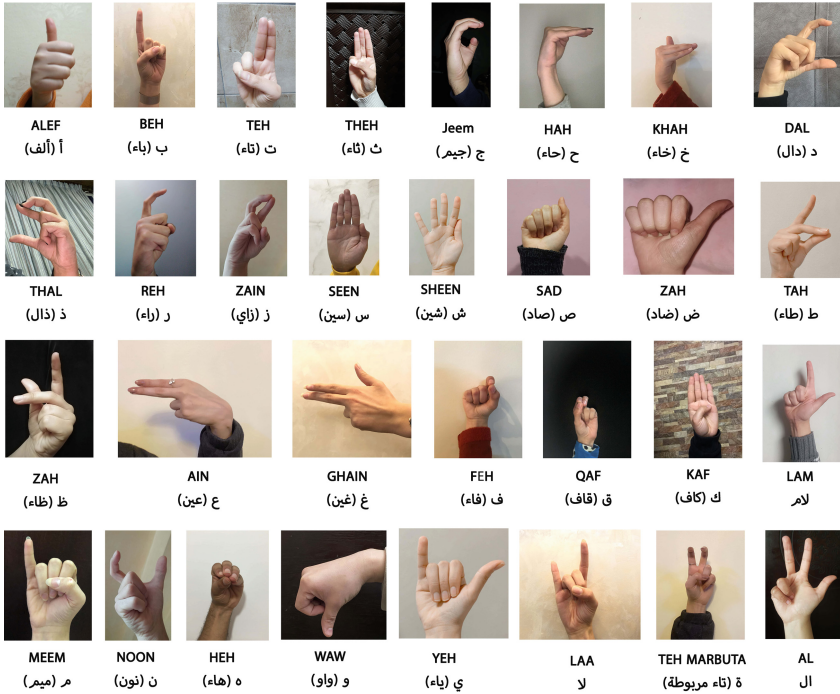 ALEF BEH TEH THEH Jeem HAH KHAH DAL
أ (ألف) ب (باء) ت (تاء) ث (ثاء) ج (جيم) ح (حاء) خ (خاء) د (دال)
THAL REH ZAIN SEEN SHEEN SAD ZAH TAH
ذ (ذال) ر (راء) ز (زاي) س (سين) ش (شين) ص (صاد) ض (ضاد) ط (طاء)
ZAH AIN GHAIN FEH QAF KAF LAM
ظ (ظاء) ع (عين) غ (غين) ف (فاء) ق (قاف) ك (كاف) لام
MEEM NOON HEH WAW YEH LAA TEH MARBUTA AL
م (ميم) ن (نون) ه (هاء) و (واو) ي (ياء) لا ة (تاء مربوطة) ال